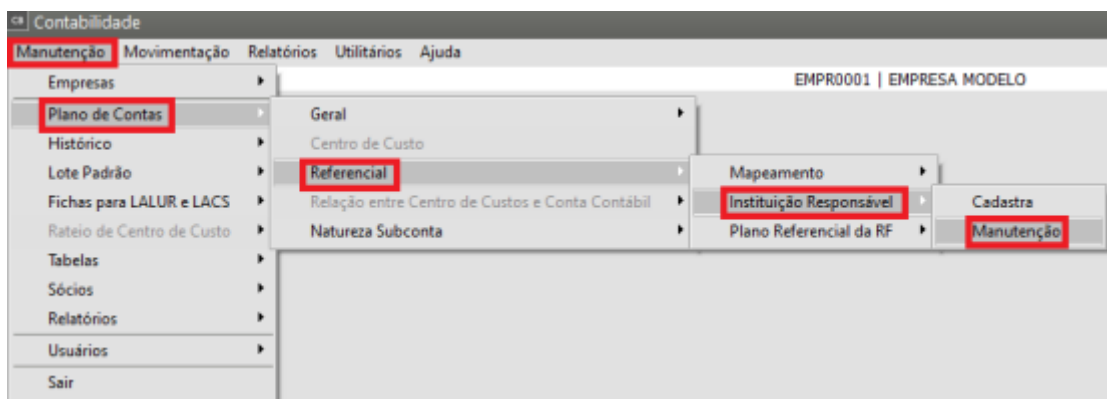 CB Contabilidade
Manutenção Movimentação Relatórios Utilitários Ajuda
EMPR0001 | EMPRESA MODELO
Empresas
Plano de Contas
Histórico
Lote Padrão
Fichas para LALUR e LACS
Rateio de Centro de Custo
Tabelas
Sócios
Relatórios
Usuários
Sair
Geral
Centro de Custo
Referencial
Relação entre Centro de Custos e Conta Contábil
Natureza Subconta
Mapeamento
Instituição Responsável
Plano Referencial da RF
Cadastra
Manutenção